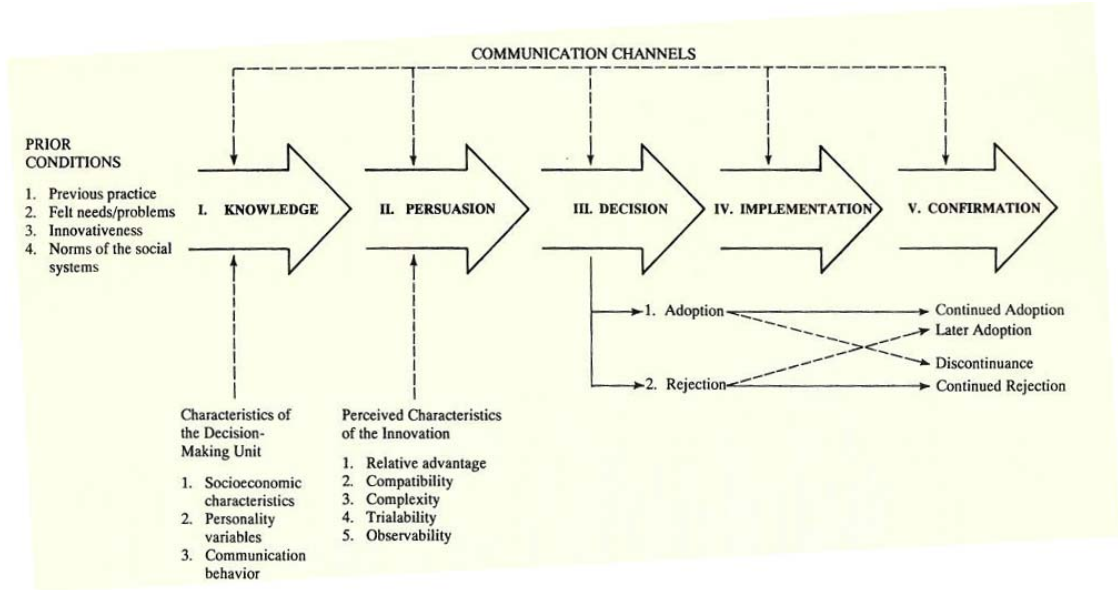 COMMUNICATION CHANNELS
PRIOR
CONDITIONS
1. Previous practice
2. Felt needs/problems
3. Innovativeness
4. Norms of the social
systems
I. KNOWLEDGE
II. PERSUASION
III. DECISION
IV. IMPLEMENTATION
V. CONFIRMATION
1. Adoption
2. Rejection
Continued Adoption
Later Adoption
Discontinuance
Continued Rejection
Characteristics of
the Decision-
Making Unit
1. Socioeconomic
characteristics
2. Personality
variables
3. Communication
behavior
Perceived Characteristics
of the Innovation
1. Relative advantage
2. Compatibility
3. Complexity
4. Trialability
5. Observability